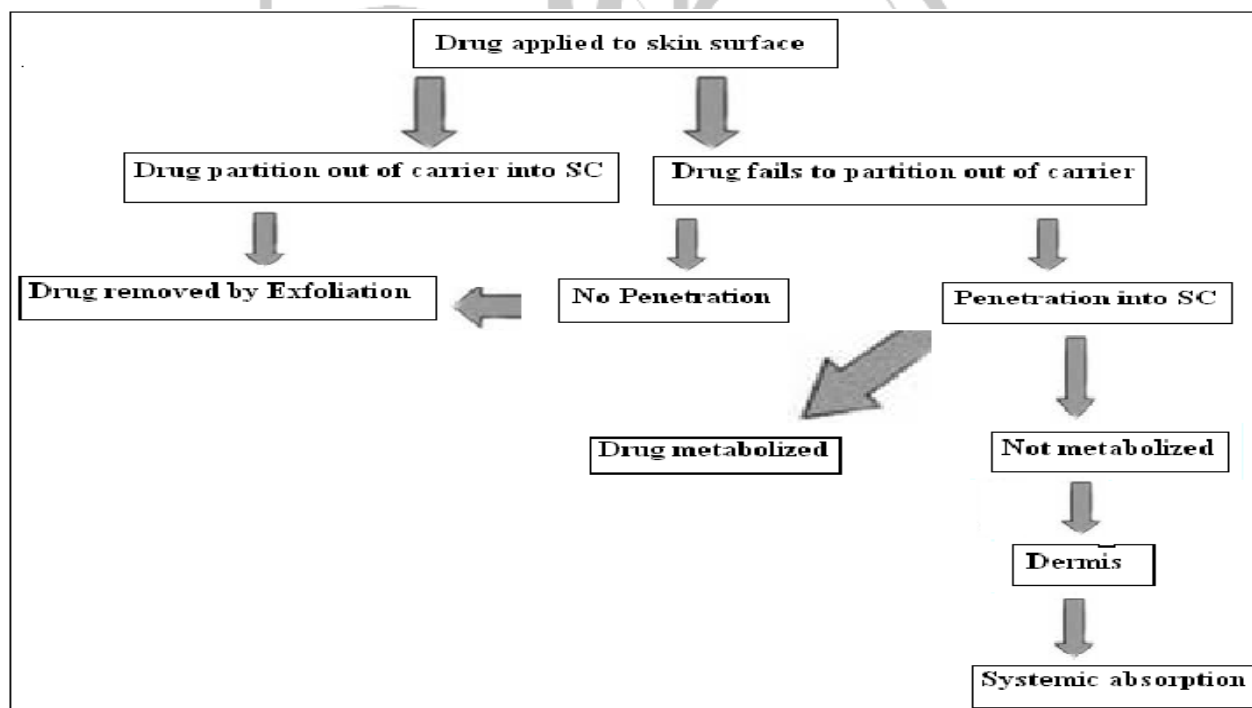 Drug applied to skin surface
Drug partition out of carrier into SC
Drug fails to partition out of carrier
Drug removed by Exfoliation
No Penetration
Penetration into SC
Drug metabolized
Not metabolized
Dermis
Systemic absorption